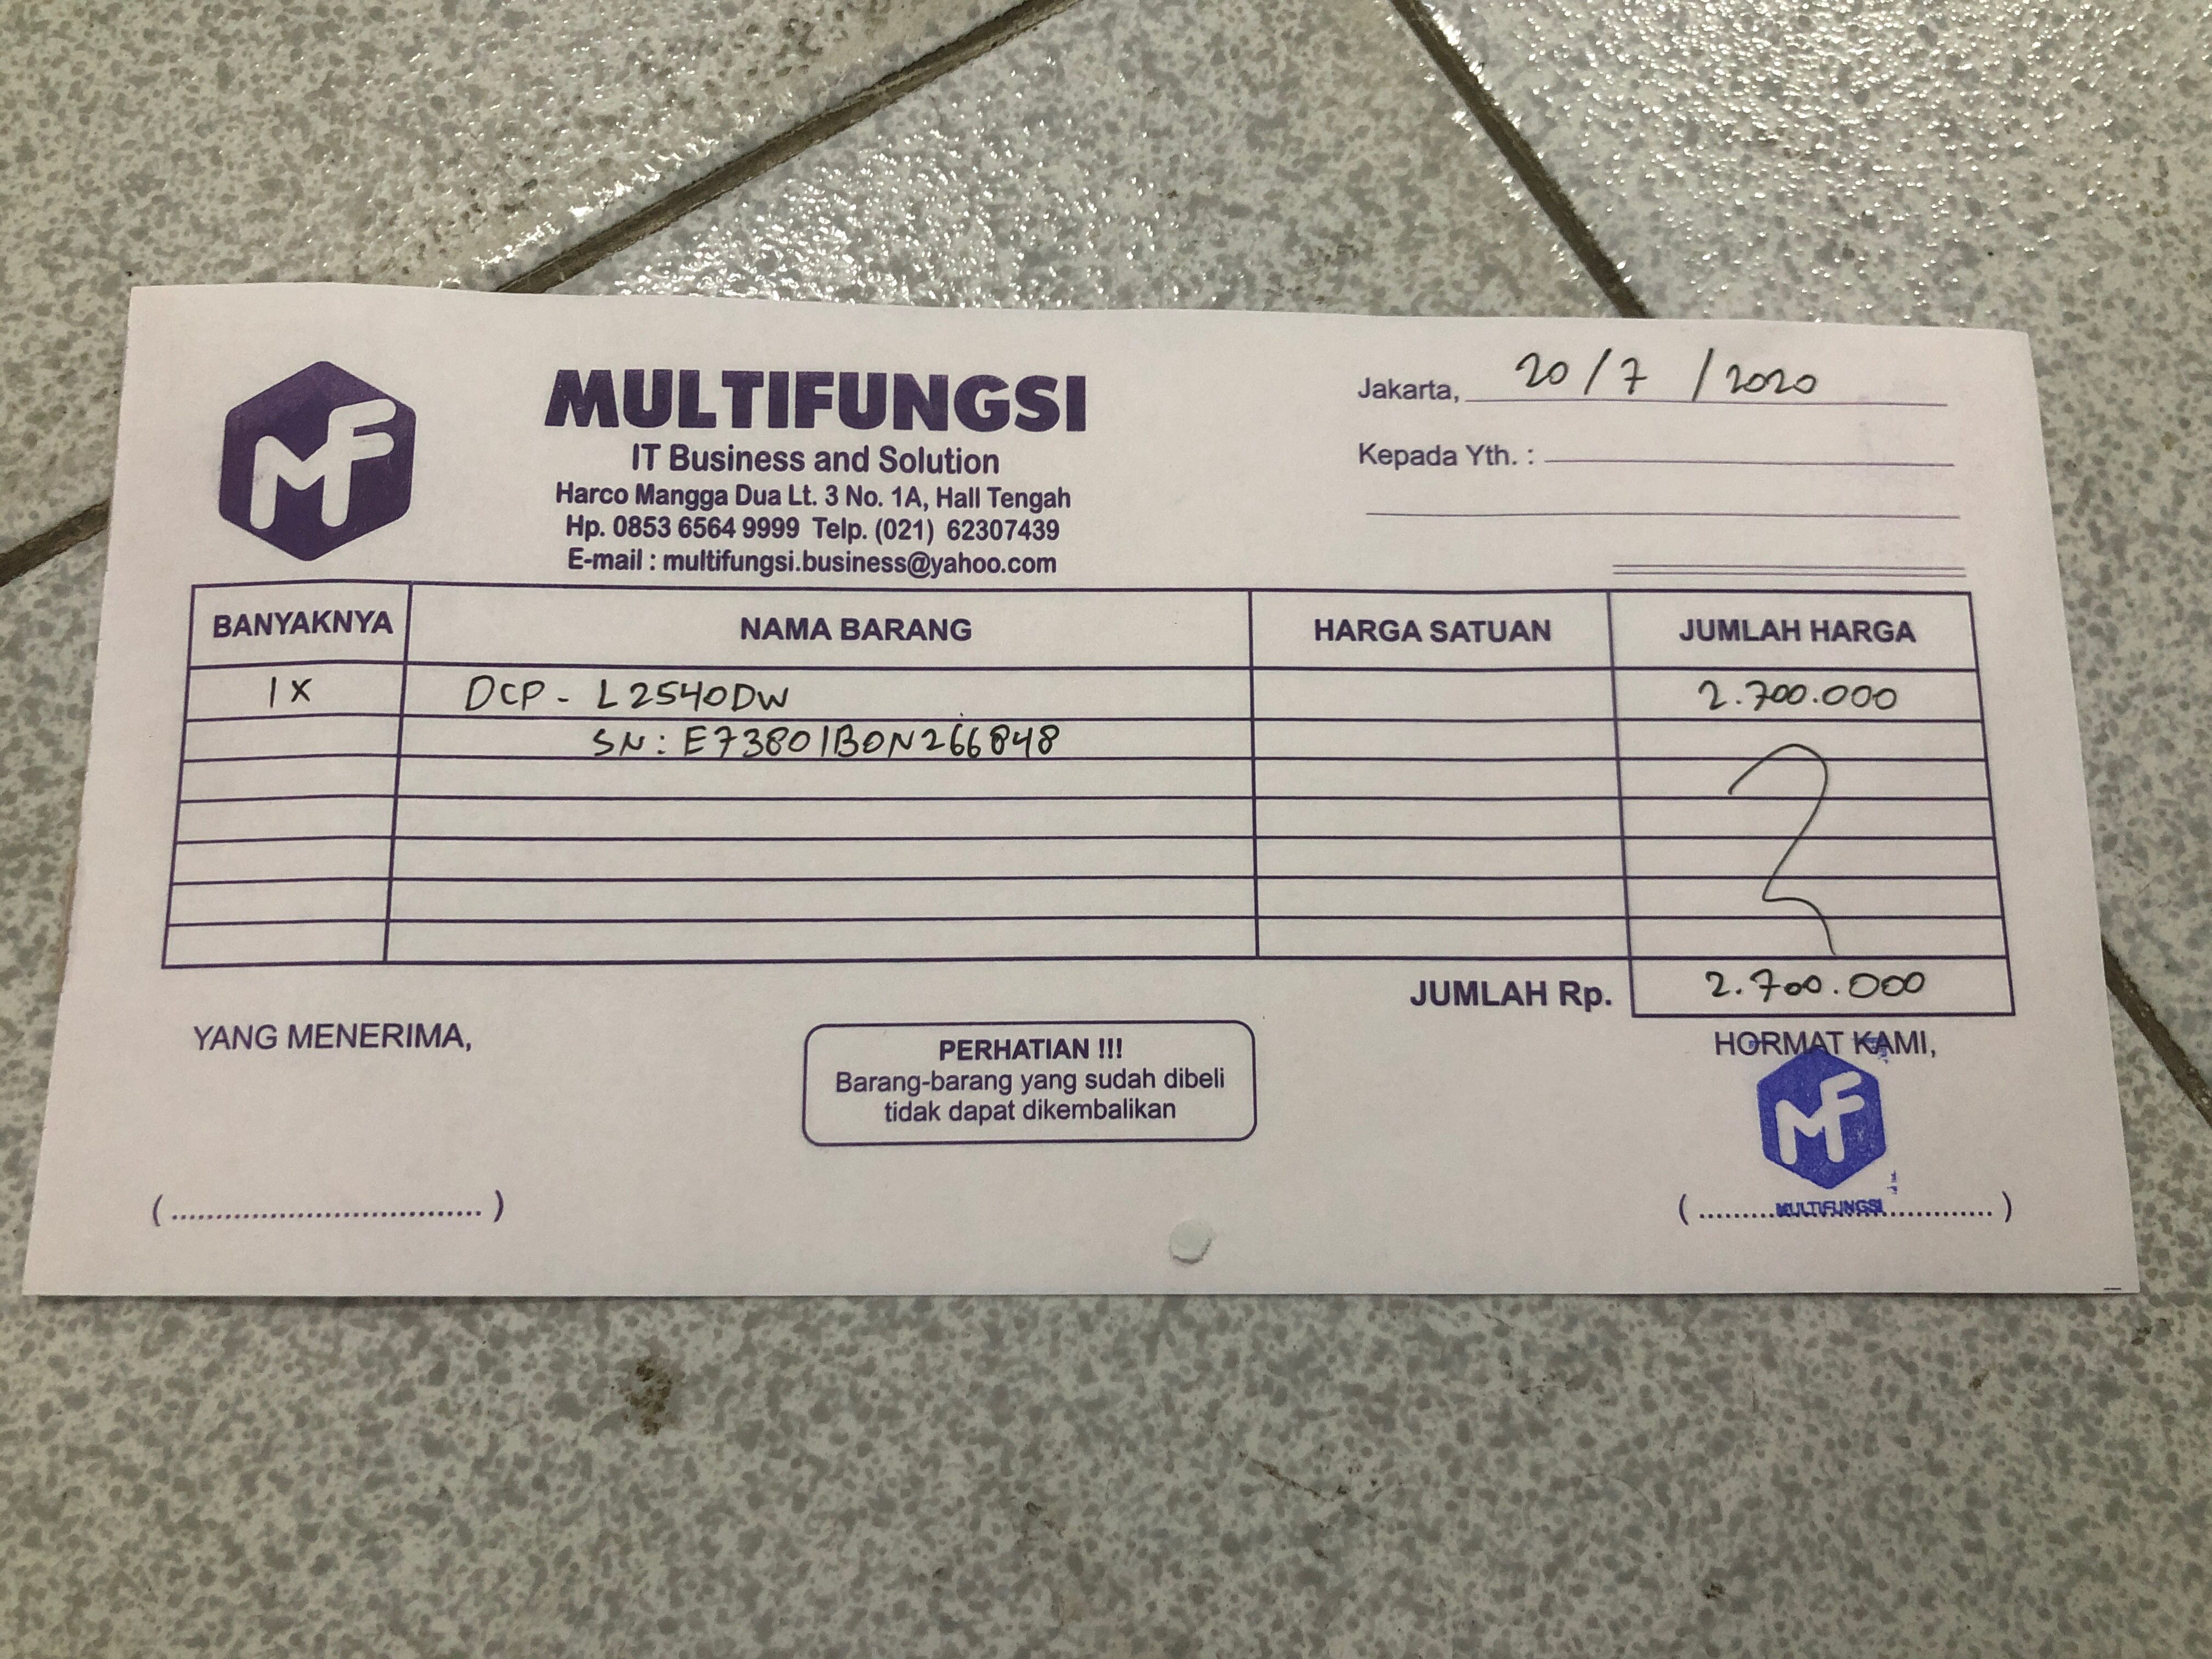 MF
MULTIFUNGSI
IT Business and Solution
Harco Mangga Dua Lt. 3 No. 1A, Hall Tengah
Hp. 0853 6564 9999 Telp. (021) 62307439
E-mail : multifungsi.business@yahoo.com
Jakarta, 20/7/2020
Kepada Yth. :
BANYAKNYA NAMA BARANG HARGA SATUAN JUMLAH HARGA
1X DCP - L2540DW 2.700.000
SN: E73801B0N266848
JUMLAH Rp. 2.700.000
YANG MENERIMA,
PERHATIAN !!!
Barang-barang yang sudah dibeli
tidak dapat dikembalikan
HORMAT KAMI,
MF
MULTIFUNGSI